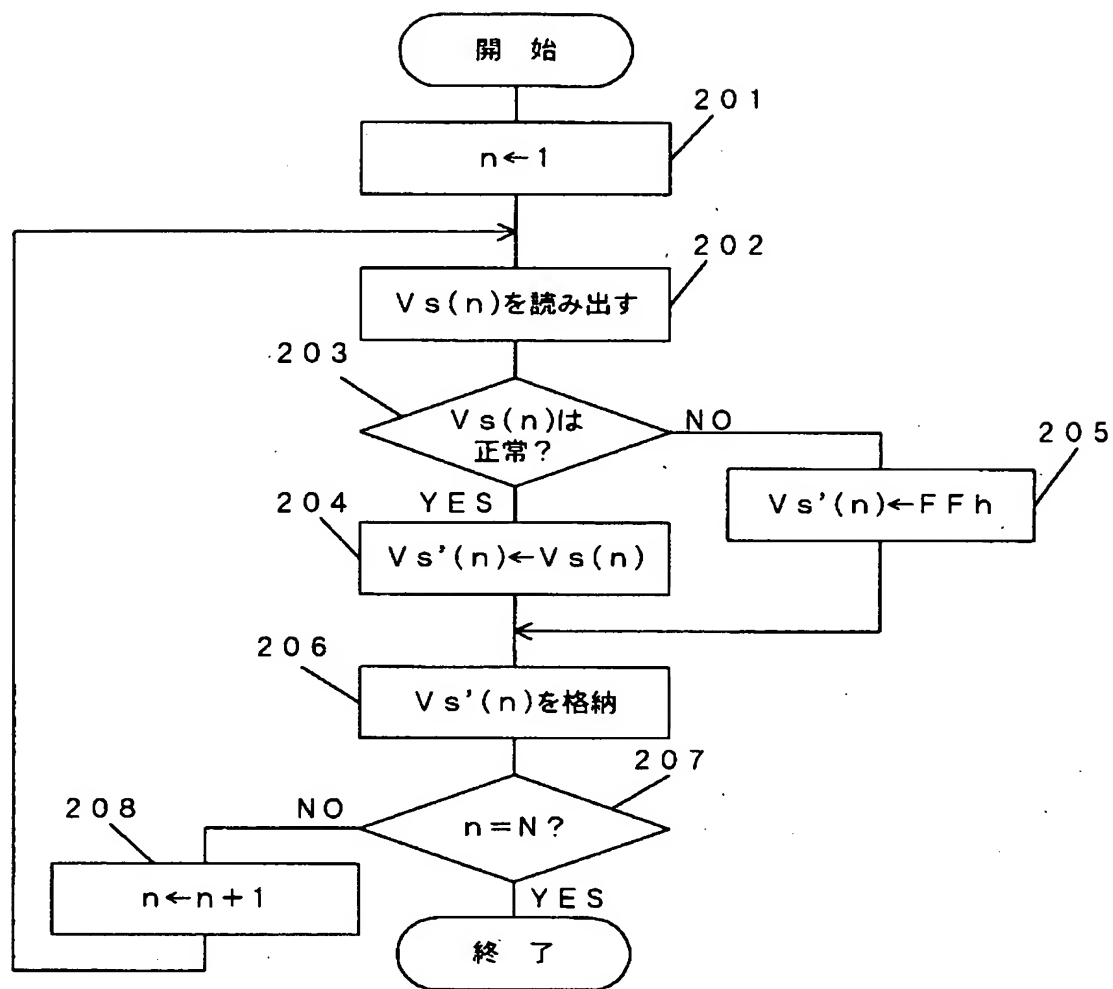 開始
201
n←1
202
Vs(n)を読み出す
203
Vs(n)は
正常?
NO
205
Vs'(n)←FFh
YES
204
Vs'(n)←Vs(n)
206
Vs'(n)を格納
207
n=N?
NO
208
n←n+1
YES
終了